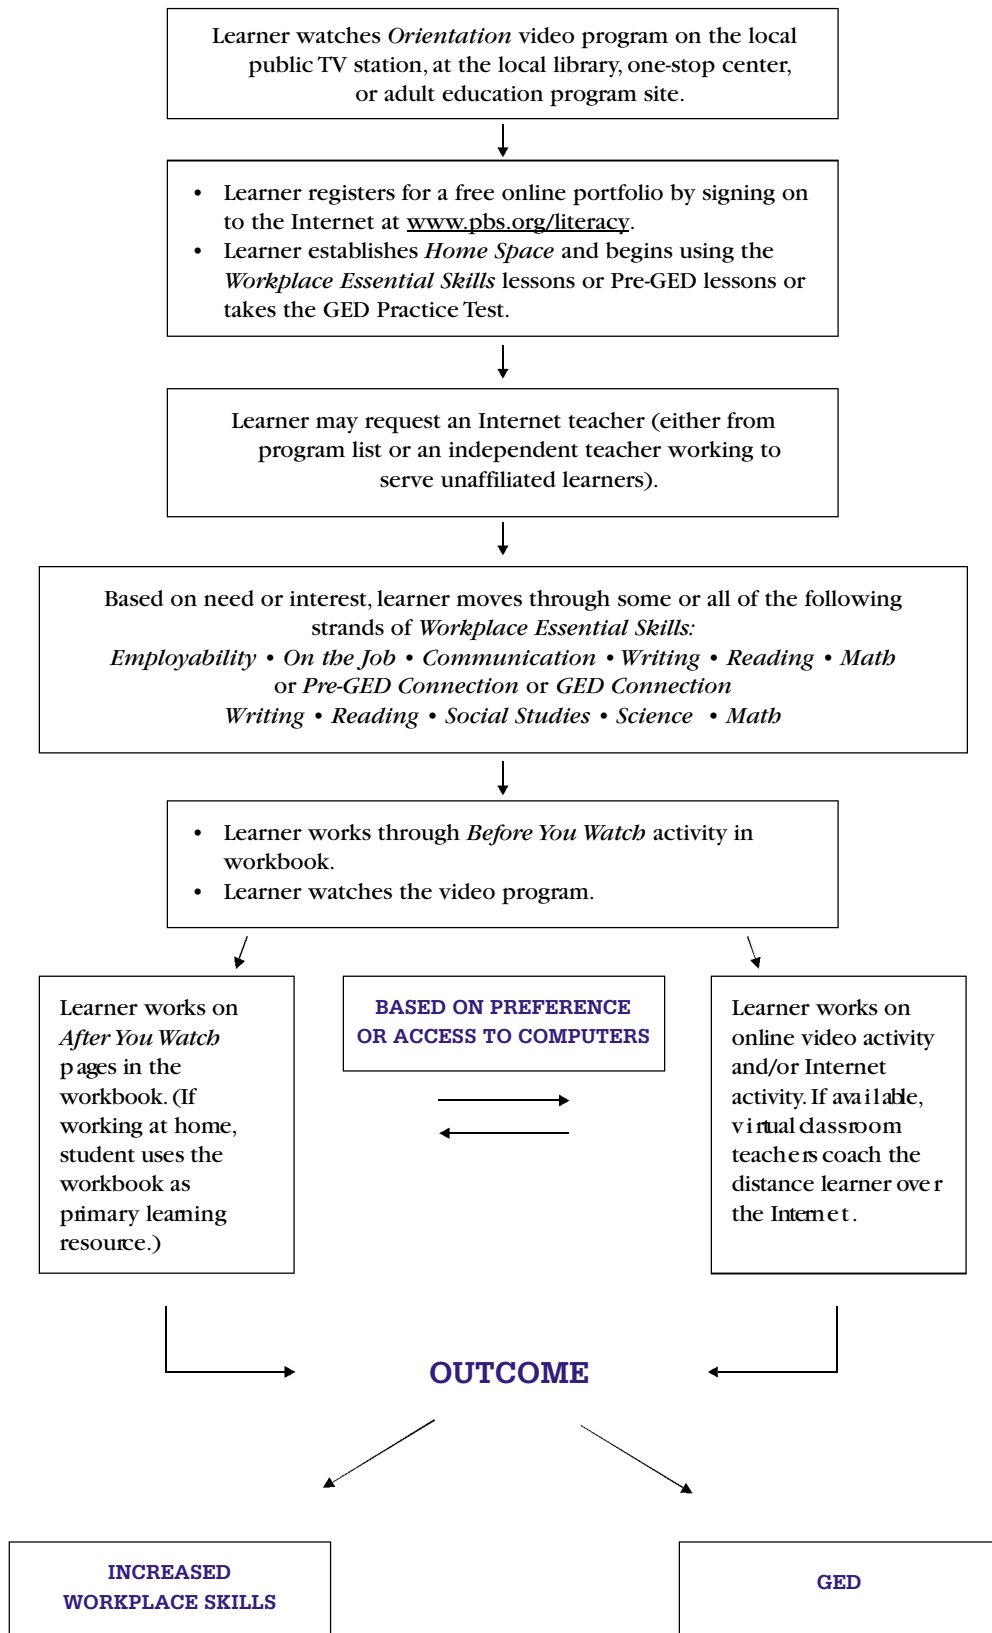 Learner watches Orientation video program on the local
public TV station, at the local library, one-stop center,
or adult education program site.
• Learner registers for a free online portfolio by signing on
to the Internet at www.pbs.org/literacy.
• Learner establishes Home Space and begins using the
Workplace Essential Skills lessons or Pre-GED lessons or
takes the GED Practice Test.
Learner may request an Internet teacher (either from
program list or an independent teacher working to
serve unaffiliated learners).
Based on need or interest, learner moves through some or all of the following
strands of Workplace Essential Skills:
Employability • On the Job • Communication • Writing • Reading • Math
or Pre-GED Connection or GED Connection
Writing • Reading • Social Studies • Science • Math
• Learner works through Before You Watch activity in
workbook.
• Learner watches the video program.
Learner works on
After You Watch
pages in the
workbook. (If
working at home,
student uses the
workbook as
primary learning
resource.)
BASED ON PREFERENCE
OR ACCESS TO COMPUTERS
Learner works on
online video activity
and/or Internet
activity. If available,
virtual classroom
teachers coach the
distance learner over
the Internet.
OUTCOME
INCREASED
WORKPLACE SKILLS
GED